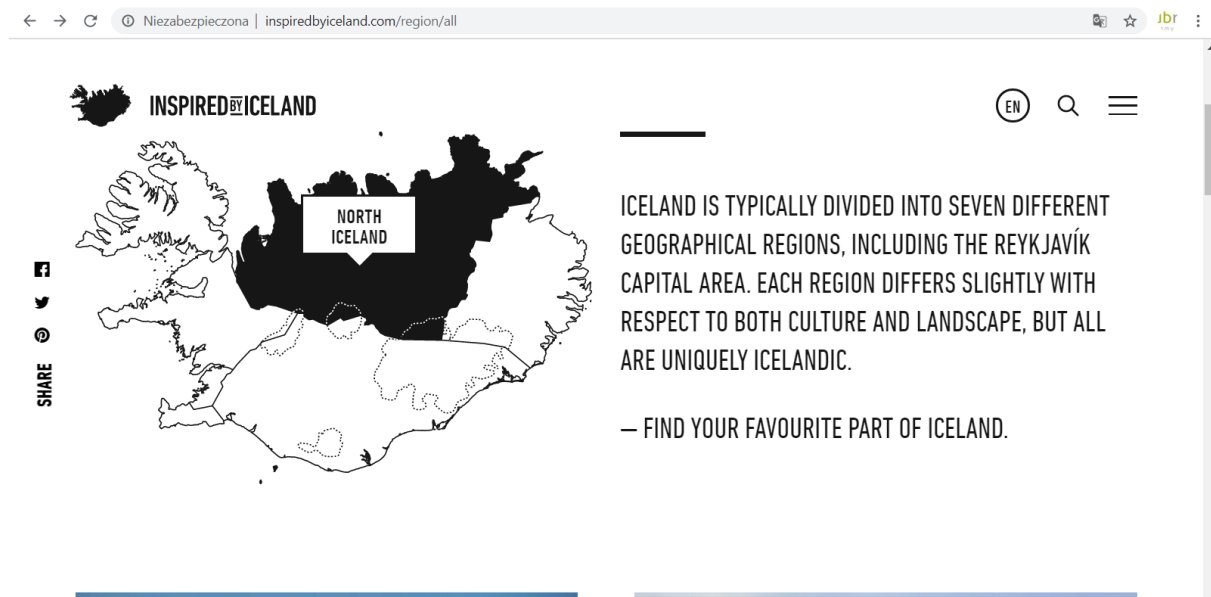 Niezabezpieczona | inspiredbyiceland.com/region/all
INSPIRED BY ICELAND
EN
NORTH
ICELAND
ICELAND IS TYPICALLY DIVIDED INTO SEVEN DIFFERENT
GEOGRAPHICAL REGIONS, INCLUDING THE REYKJAVÍK
CAPITAL AREA. EACH REGION DIFFERS SLIGHTLY WITH
RESPECT TO BOTH CULTURE AND LANDSCAPE, BUT ALL
ARE UNIQUELY ICELANDIC.
— FIND YOUR FAVOURITE PART OF ICELAND.
SHARE